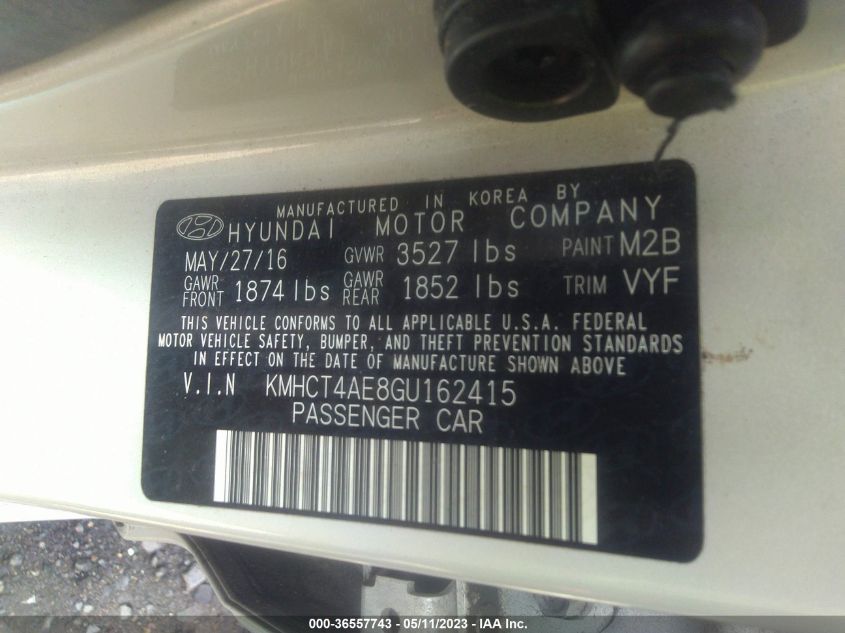 MANUFACTURED IN KOREA BY
HYUNDAI MOTOR COMPANY
MAY/27/16 GVWR 3527 lbs PAINT M2B
GAWR FRONT 1874 lbs GAWR REAR 1852 lbs TRIM VYF
THIS VEHICLE CONFORMS TO ALL APPLICABLE U.S.A. FEDERAL
MOTOR VEHICLE SAFETY, BUMPER, AND THEFT PREVENTION STANDARDS
IN EFFECT ON THE DATE OF MANUFACTURE SHOWN ABOVE
V.I.N KMHCT4AE8GU162415
PASSENGER CAR
000-36557743 - 05/11/2023 - IAA Inc.